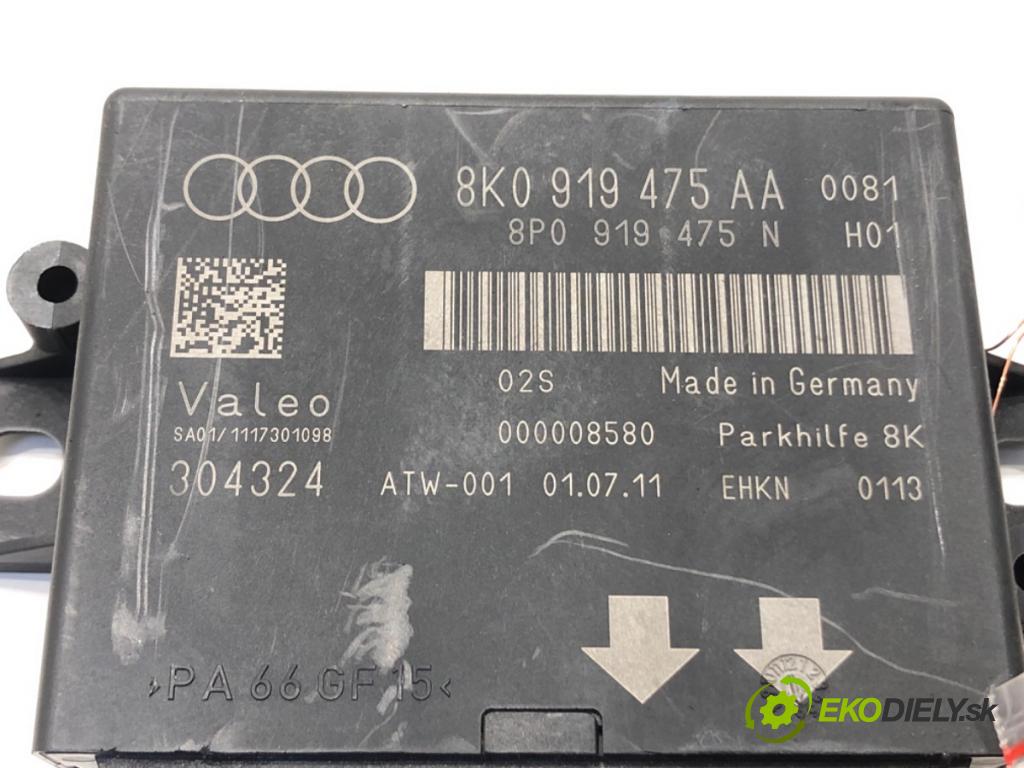 8K0 919 475 AA 0081
8P0 919 475 N H01
02S Made in Germany
Valeo
SA01/1117301098
000008580 Parkhilfe 8K
304324 ATW-001 01.07.11 EHKN 0113
>PA 66 GF 15<
EKODIELY.sk